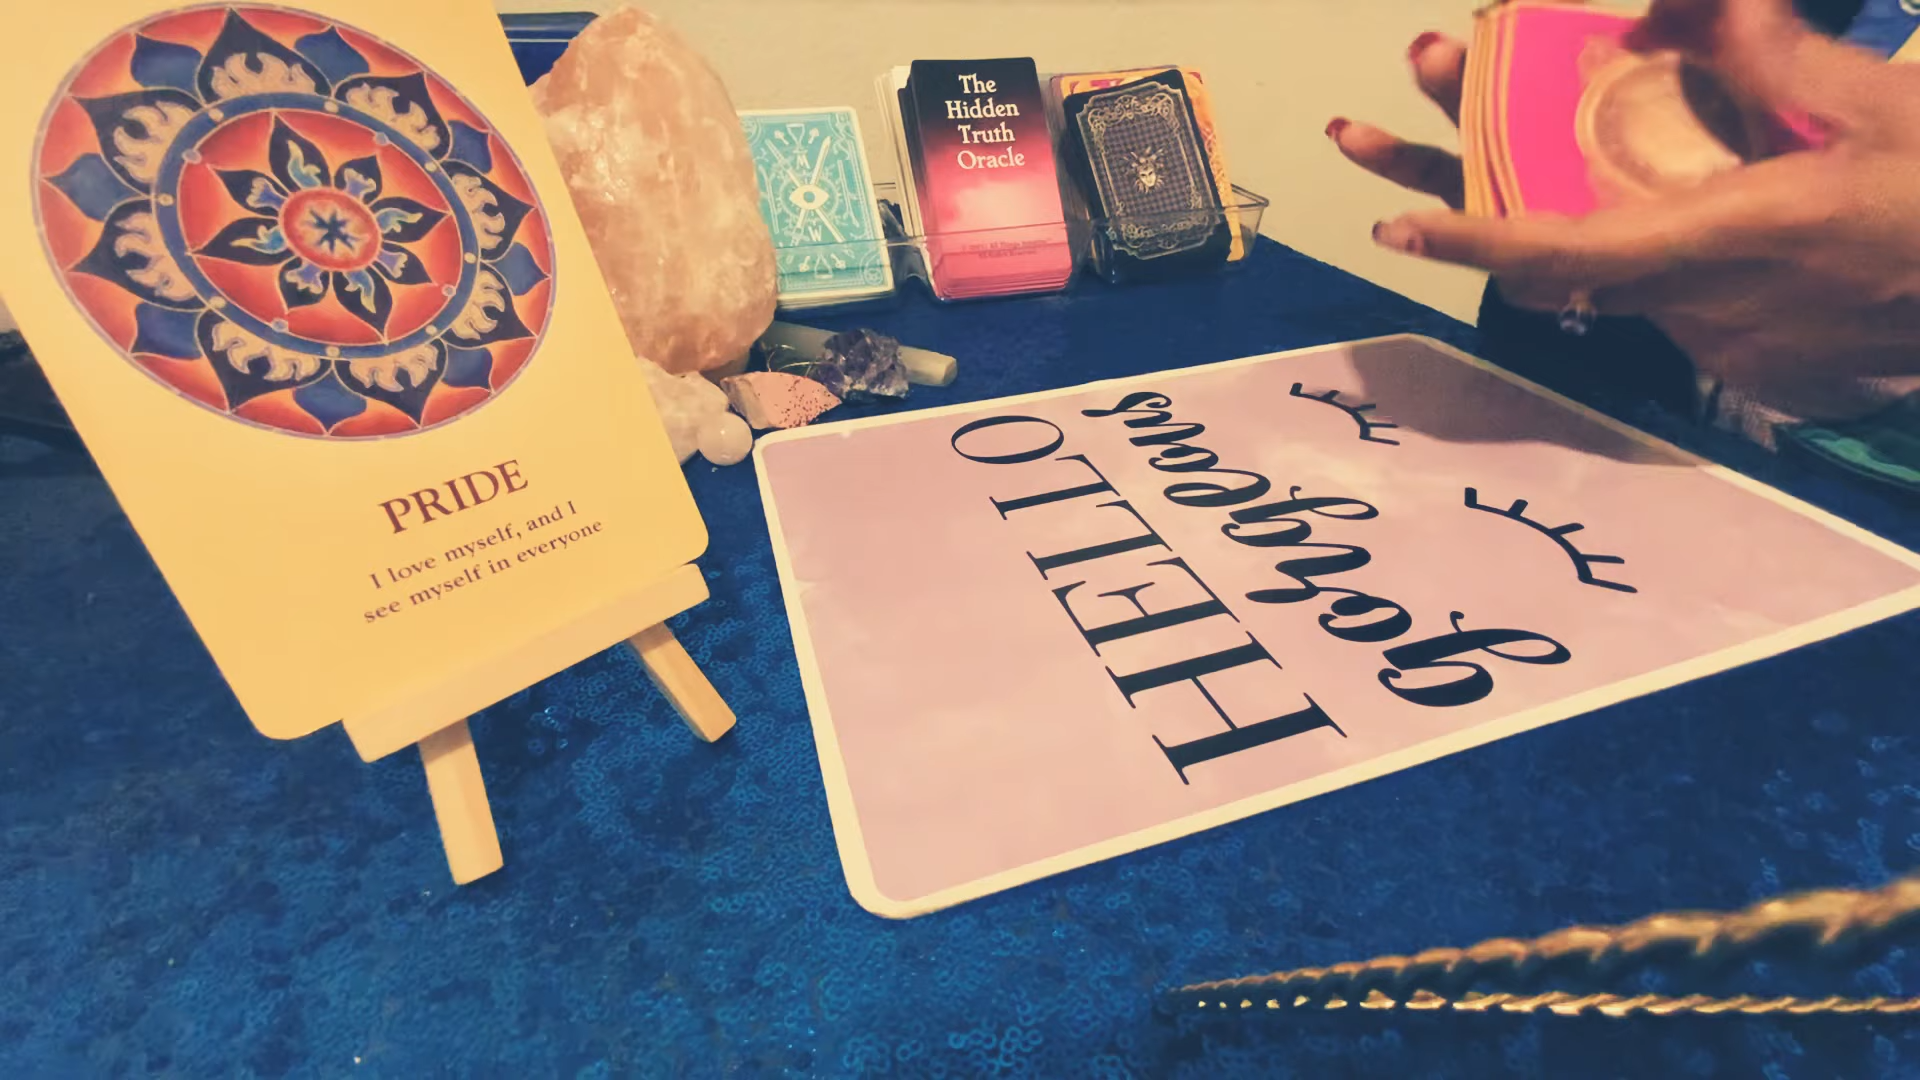 PRIDE
I love myself, and I
see myself in everyone
The
Hidden
Truth
Oracle
HELLO
gorgeous